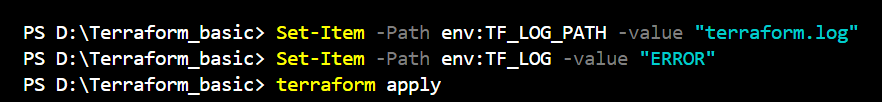 PS D:\Terraform_basic> Set-Item -Path env:TF_LOG_PATH -value "terraform.log"
PS D:\Terraform_basic> Set-Item -Path env:TF_LOG -value "ERROR"
PS D:\Terraform_basic> terraform apply